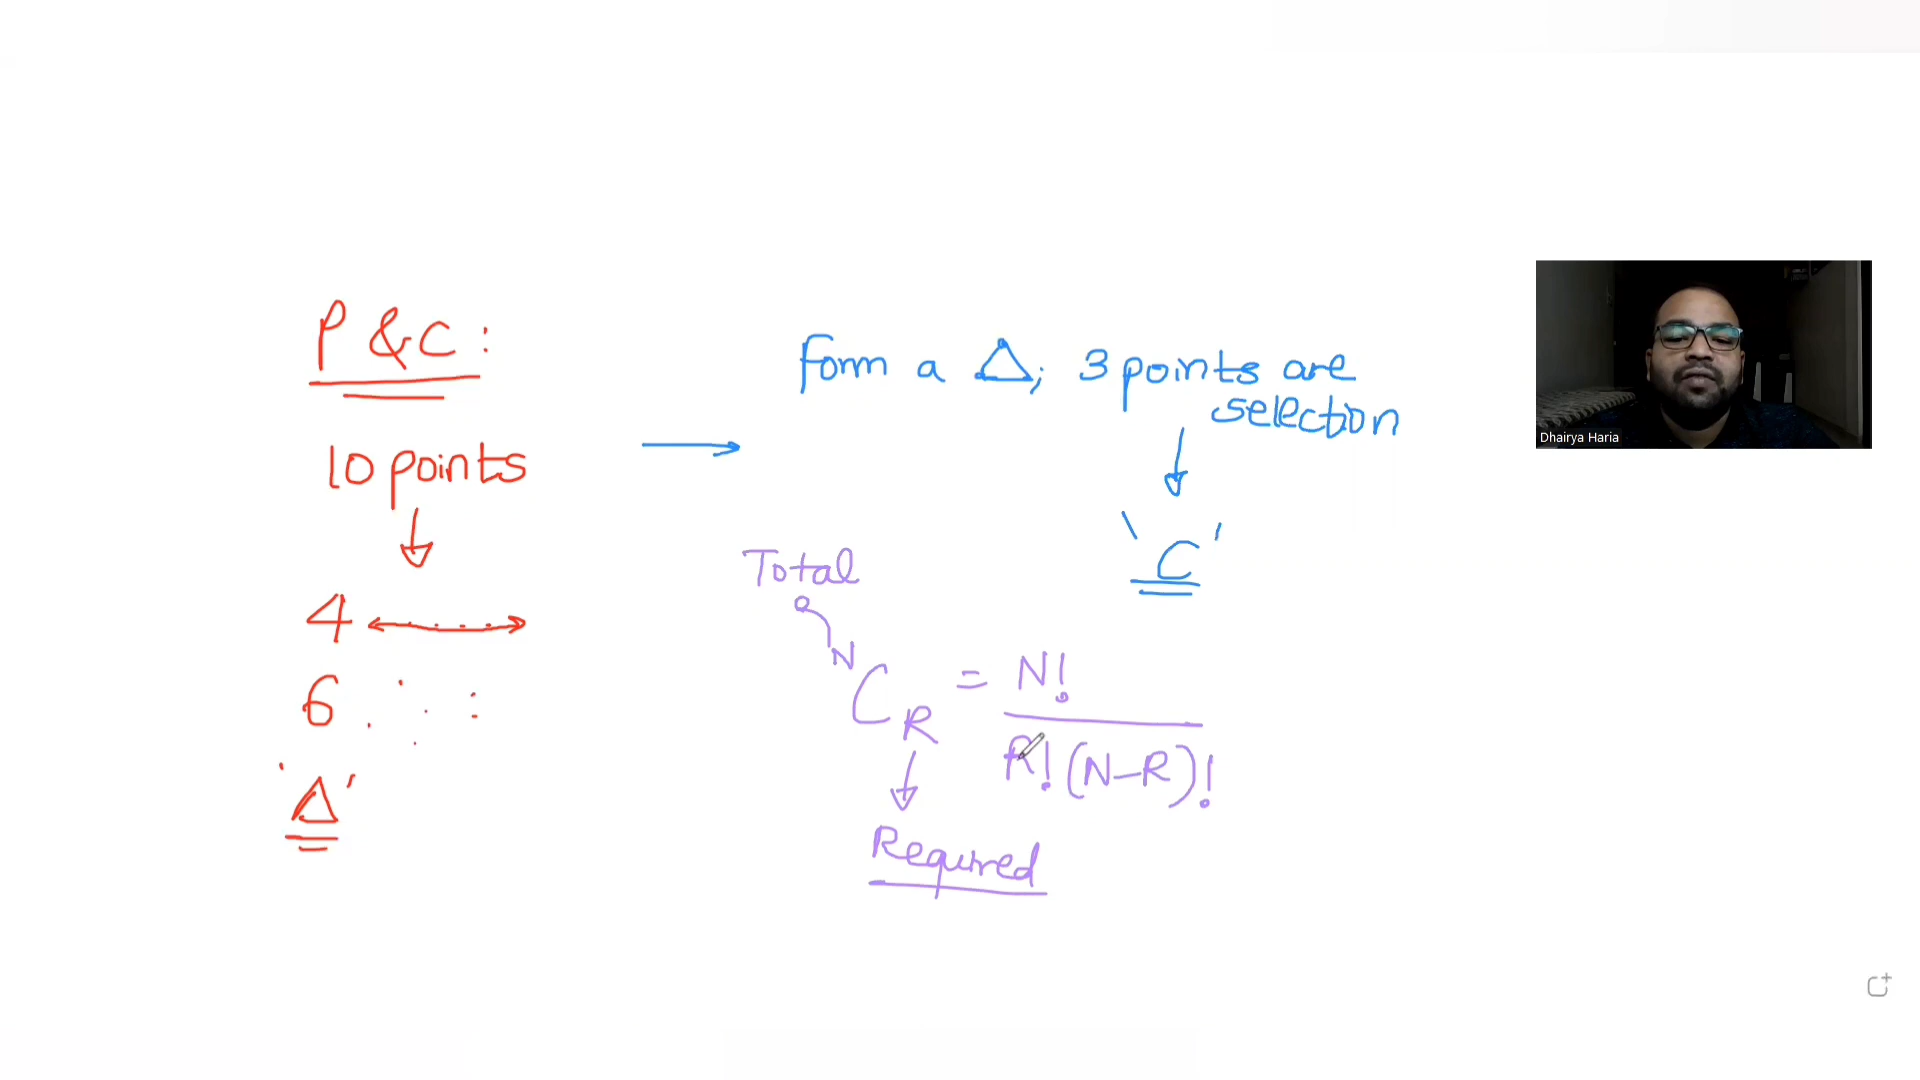 P & C :
10 points
4
6
'Δ'
form a Δ; 3 points are
selection
'C'
Total
N C R = N!
R! (N-R)!
Required
Dhairya Haria